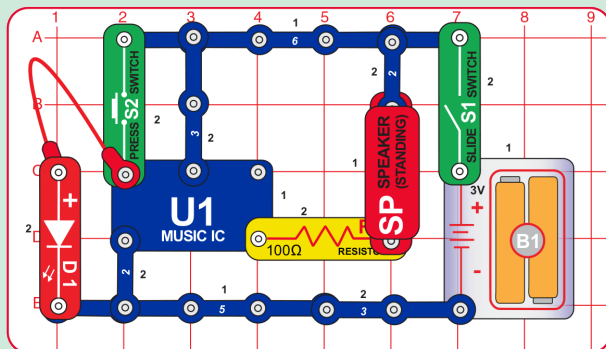 1 2 3 4 5 6 7 8 9
A
B
C
D
E
1
6
2
2
2
3
2
2
1
1
2
2
2
2
1
5
2
3
1
S2
PRESS SWITCH
S1
SLIDE SWITCH
SP
SPEAKER
(STANDING)
U1
MUSIC IC
R
100Ω
RESISTO
D1
+
3V
+
-
B1